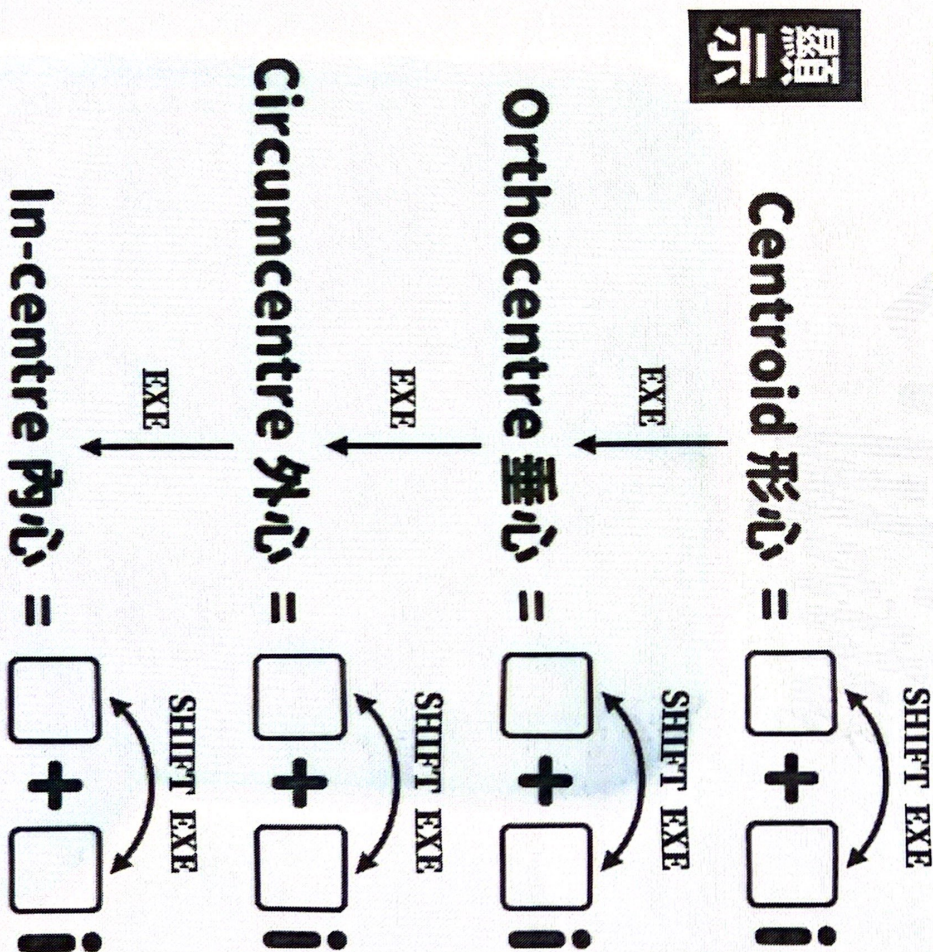 顯示
SHIFT EXE
Centroid 形心 = + i
EXE
SHIFT EXE
Orthocentre 垂心 = + i
EXE
SHIFT EXE
Circumcentre 外心 = + i
EXE
SHIFT EXE
In-centre 內心 = + i